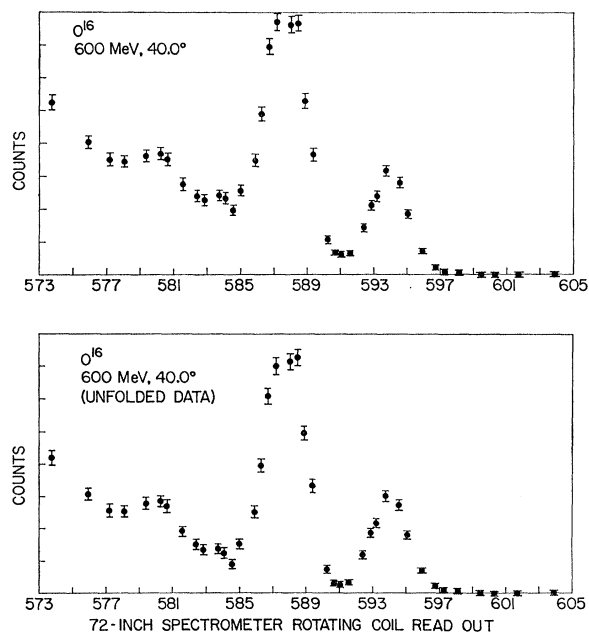 O¹⁶
600 MeV, 40.0°
COUNTS
573 577 581 585 589 593 597 601 605
O¹⁶
600 MeV, 40.0°
(UNFOLDED DATA)
COUNTS
573 577 581 585 589 593 597 601 605
72-INCH SPECTROMETER ROTATING COIL READ OUT